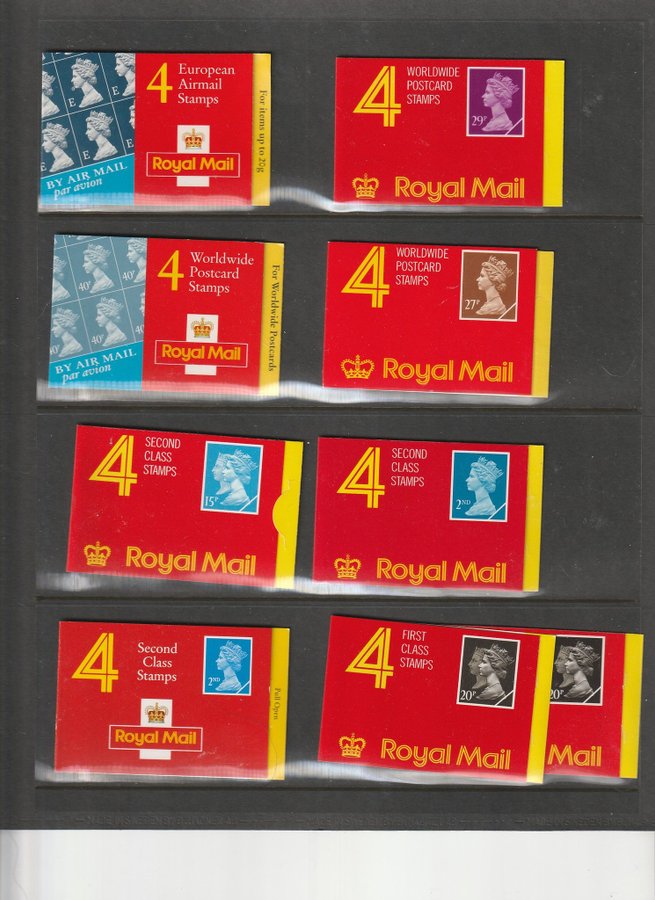 E
E
E
BY AIR MAIL
par avion
4
European
Airmail
Stamps
Royal Mail
For items up to 20g
4
WORLDWIDE
POSTCARD
STAMPS
29P
Royal Mail
40P
40P
40P
BY AIR MAIL
par avion
4
Worldwide
Postcard
Stamps
Royal Mail
For Worldwide Postcards
4
WORLDWIDE
POSTCARD
STAMPS
27P
Royal Mail
4
SECOND
CLASS
STAMPS
15P
Royal Mail
4
SECOND
CLASS
STAMPS
2ND
Royal Mail
4
Second
Class
Stamps
2ND
Royal Mail
Pull Open
4
FIRST
CLASS
STAMPS
20P
Royal Mail
20P
Mail